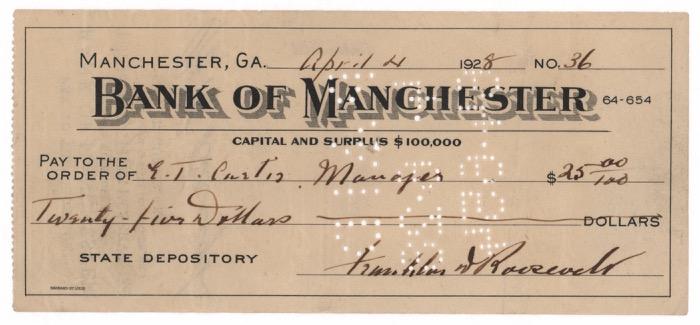 MANCHESTER, GA. April 4 1928 NO. 36
BANK OF MANCHESTER 64-654
CAPITAL AND SURPLUS $100,000
PAY TO THE
ORDER OF E. T. Curtis, Manager $25 00/100
Twenty-five Dollars DOLLARS
STATE DEPOSITORY Franklin D Roosevelt